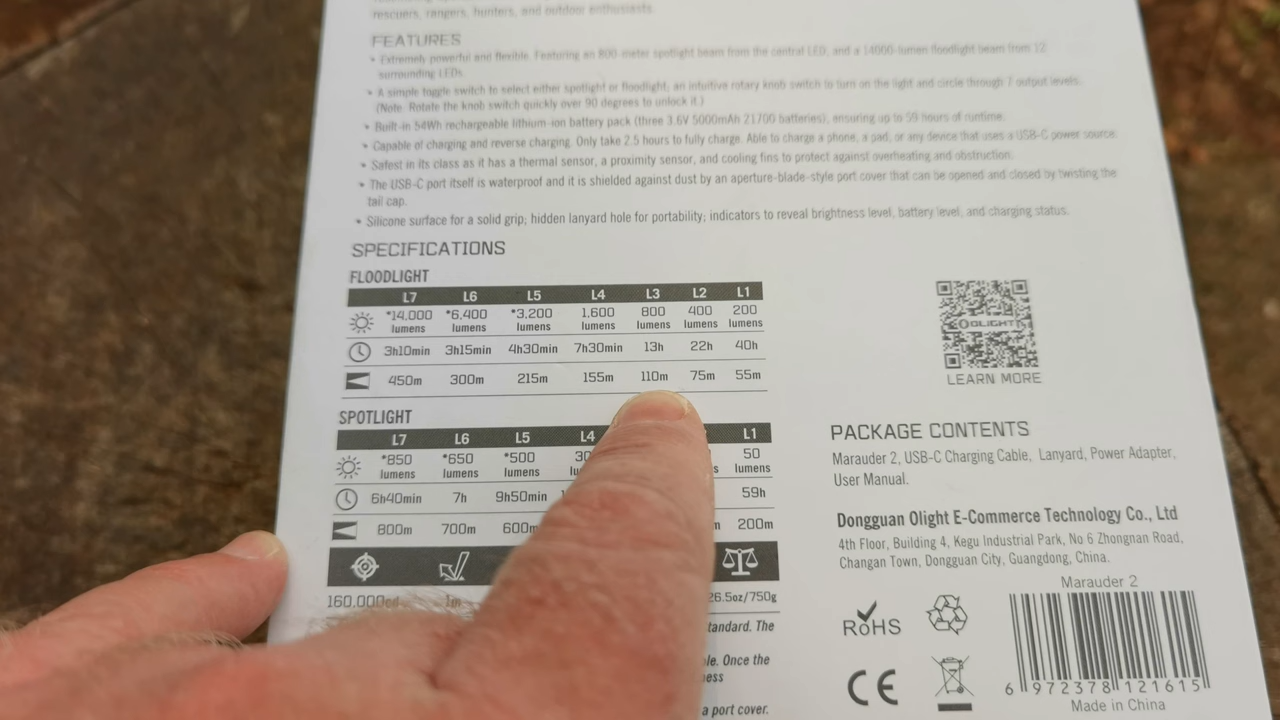 rescuers, rangers, hunters, and outdoor enthusiasts.
FEATURES
• Extremely powerful and flexible. Featuring an 800-meter spotlight beam from the central LED, and a 14000-lumen floodlight beam from 12
surrounding LEDs.
• A simple toggle switch to select either spotlight or floodlight; an intuitive rotary knob switch to turn on the light and circle through 7 output levels.
(Note: Rotate the knob switch quickly over 90 degrees to unlock it.)
• Built-in 54Wh rechargeable lithium-ion battery pack (three 3.6V 5000mAh 21700 batteries), ensuring up to 59 hours of runtime.
• Capable of charging and reverse charging. Only take 2.5 hours to fully charge. Able to charge a phone, a pad, or any device that uses a USB-C power source.
• Safest in its class as it has a thermal sensor, a proximity sensor, and cooling fins to protect against overheating and obstruction.
• The USB-C port itself is waterproof and it is shielded against dust by an aperture-blade-style port cover that can be opened and closed by twisting the
tail cap.
• Silicone surface for a solid grip; hidden lanyard hole for portability; indicators to reveal brightness level, battery level, and charging status.
SPECIFICATIONS
FLOODLIGHT
L7 L6 L5 L4 L3 L2 L1
*14,000 *6,400 *3,200 1,600 800 400 200
lumens lumens lumens lumens lumens lumens lumens
3h10min 3h15min 4h30min 7h30min 13h 22h 40h
450m 300m 215m 155m 110m 75m 55m
SPOTLIGHT
L7 L6 L5 L4 L1
*850 *650 *500 50
lumens lumens lumens lumens
6h40min 7h 9h50min 59h
800m 700m 600m 200m
160,000cd 1m 26.5oz/750g
The
Once the
a port cover.
OLIGHT
LEARN MORE
PACKAGE CONTENTS
Marauder 2, USB-C Charging Cable, Lanyard, Power Adapter,
User Manual.
Dongguan Olight E-Commerce Technology Co., Ltd
4th Floor, Building 4, Kegu Industrial Park, No 6 Zhongnan Road,
Changan Town, Dongguan City, Guangdong, China.
Marauder 2
RoHS
CE
6 972378 121615
Made in China